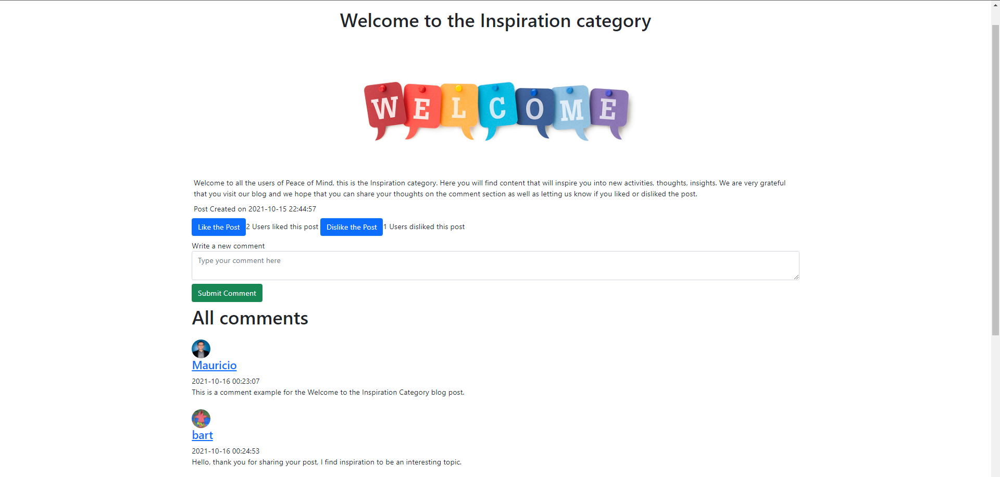 Welcome to the Inspiration category
WELCOME
Welcome to all the users of Peace of Mind, this is the Inspiration category. Here you will find content that will inspire you into new activities, thoughts, insights. We are very grateful
that you visit our blog and we hope that you can share your thoughts on the comment section as well as letting us know if you liked or disliked the post.
Post Created on 2021-10-15 22:44:57
Like the Post 2 Users liked this post Dislike the Post 1 Users disliked this post
Write a new comment
Type your comment here
Submit Comment
All comments
Mauricio
2021-10-16 00:23:07
This is a comment example for the Welcome to the Inspiration Category blog post.
bart
2021-10-16 00:24:53
Hello, thank you for sharing your post, I find inspiration to be an interesting topic.